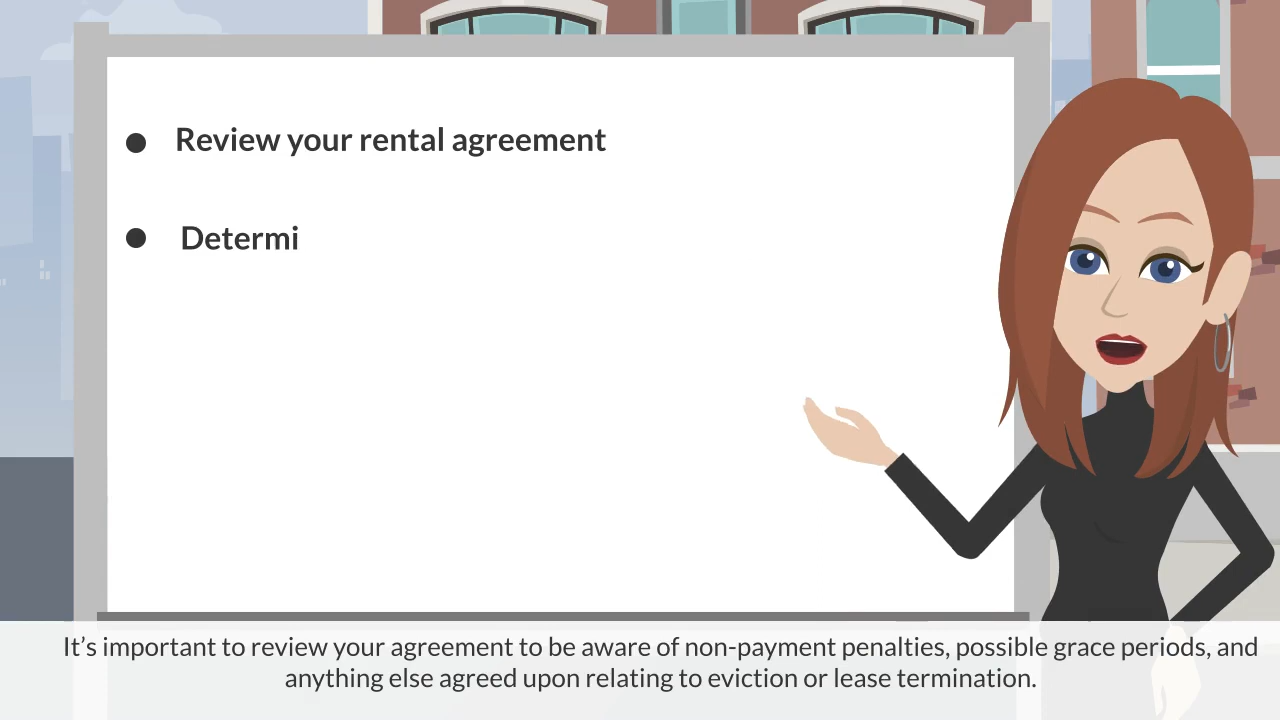 Review your rental agreement
Determi
It’s important to review your agreement to be aware of non-payment penalties, possible grace periods, and
anything else agreed upon relating to eviction or lease termination.